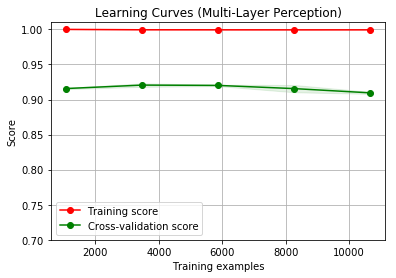 Learning Curves (Multi-Layer Perception)
1.00
0.95
0.90
0.85
0.80
0.75
0.70
Score
Training score
Cross-validation score
2000 4000 6000 8000 10000
Training examples